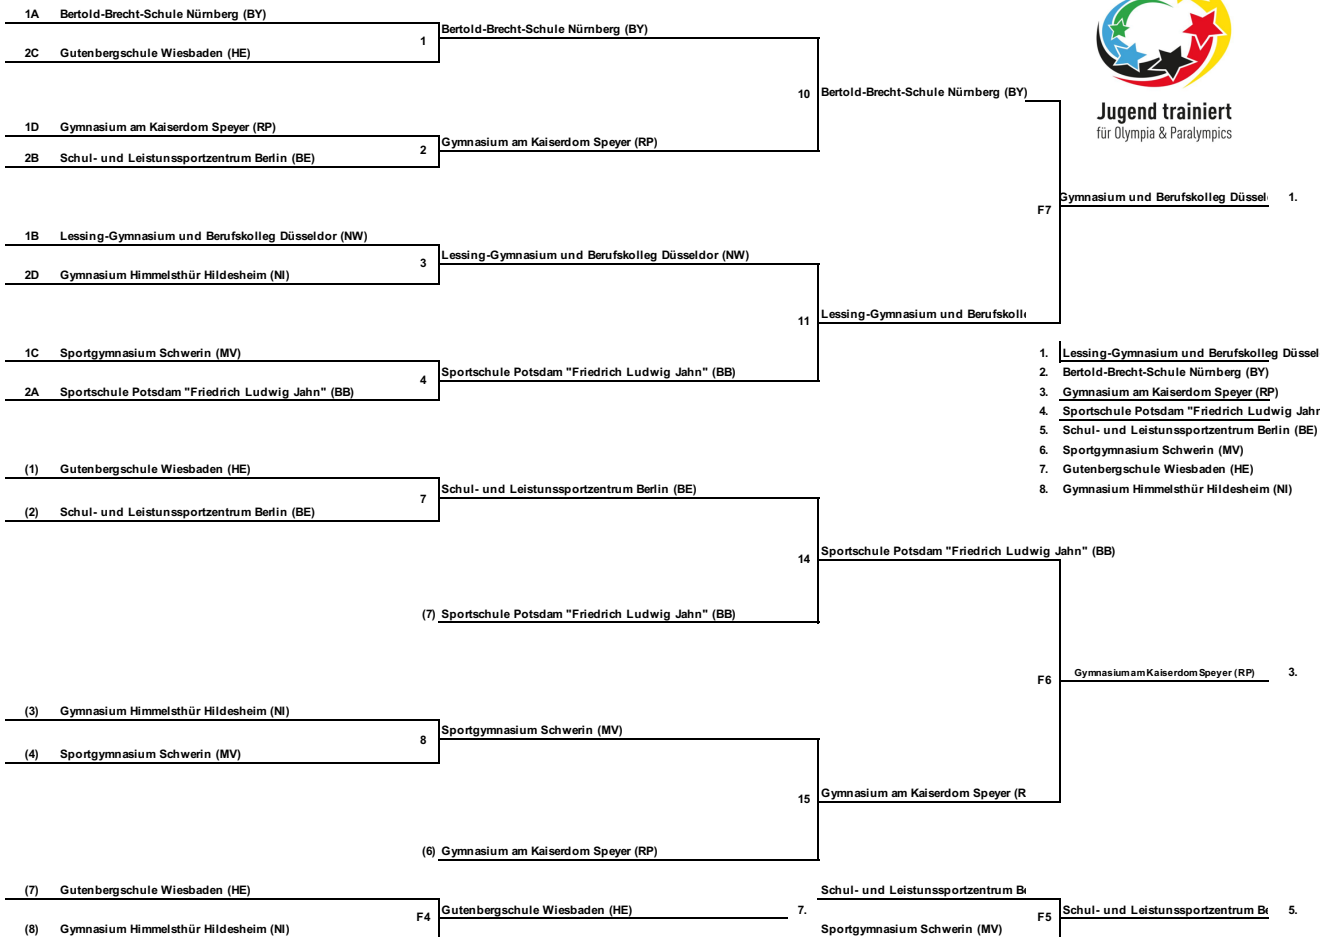 1A Bertold-Brecht-Schule Nürnberg (BY)
1 Bertold-Brecht-Schule Nürnberg (BY)
2C Gutenbergschule Wiesbaden (HE)
10 Bertold-Brecht-Schule Nürnberg (BY)
Jugend trainiert
für Olympia & Paralympics
1D Gymnasium am Kaiserdom Speyer (RP)
2 Gymnasium am Kaiserdom Speyer (RP)
2B Schul- und Leistunssportzentrum Berlin (BE)
F7 Gymnasium und Berufskolleg Düssel 1.
1B Lessing-Gymnasium und Berufskolleg Düsseldor (NW)
3 Lessing-Gymnasium und Berufskolleg Düsseldor (NW)
2D Gymnasium Himmelsthür Hildesheim (NI)
11 Lessing-Gymnasium und Berufskolle
1C Sportgymnasium Schwerin (MV)
4 Sportschule Potsdam "Friedrich Ludwig Jahn" (BB)
2A Sportschule Potsdam "Friedrich Ludwig Jahn" (BB)
1. Lessing-Gymnasium und Berufskolleg Düssel
2. Bertold-Brecht-Schule Nürnberg (BY)
3. Gymnasium am Kaiserdom Speyer (RP)
4. Sportschule Potsdam "Friedrich Ludwig Jahr
5. Schul- und Leistunssportzentrum Berlin (BE)
6. Sportgymnasium Schwerin (MV)
7. Gutenbergschule Wiesbaden (HE)
8. Gymnasium Himmelsthür Hildesheim (NI)
(1) Gutenbergschule Wiesbaden (HE)
7 Schul- und Leistunssportzentrum Berlin (BE)
(2) Schul- und Leistunssportzentrum Berlin (BE)
14 Sportschule Potsdam "Friedrich Ludwig Jahn" (BB)
(7) Sportschule Potsdam "Friedrich Ludwig Jahn" (BB)
F6 Gymnasium am Kaiserdom Speyer (RP) 3.
(3) Gymnasium Himmelsthür Hildesheim (NI)
8 Sportgymnasium Schwerin (MV)
(4) Sportgymnasium Schwerin (MV)
15 Gymnasium am Kaiserdom Speyer (R
(6) Gymnasium am Kaiserdom Speyer (RP)
(7) Gutenbergschule Wiesbaden (HE)
F4 Gutenbergschule Wiesbaden (HE) 7.
(8) Gymnasium Himmelsthür Hildesheim (NI)
Schul- und Leistunssportzentrum Be
F5 Schul- und Leistunssportzentrum Be 5.
Sportgymnasium Schwerin (MV)